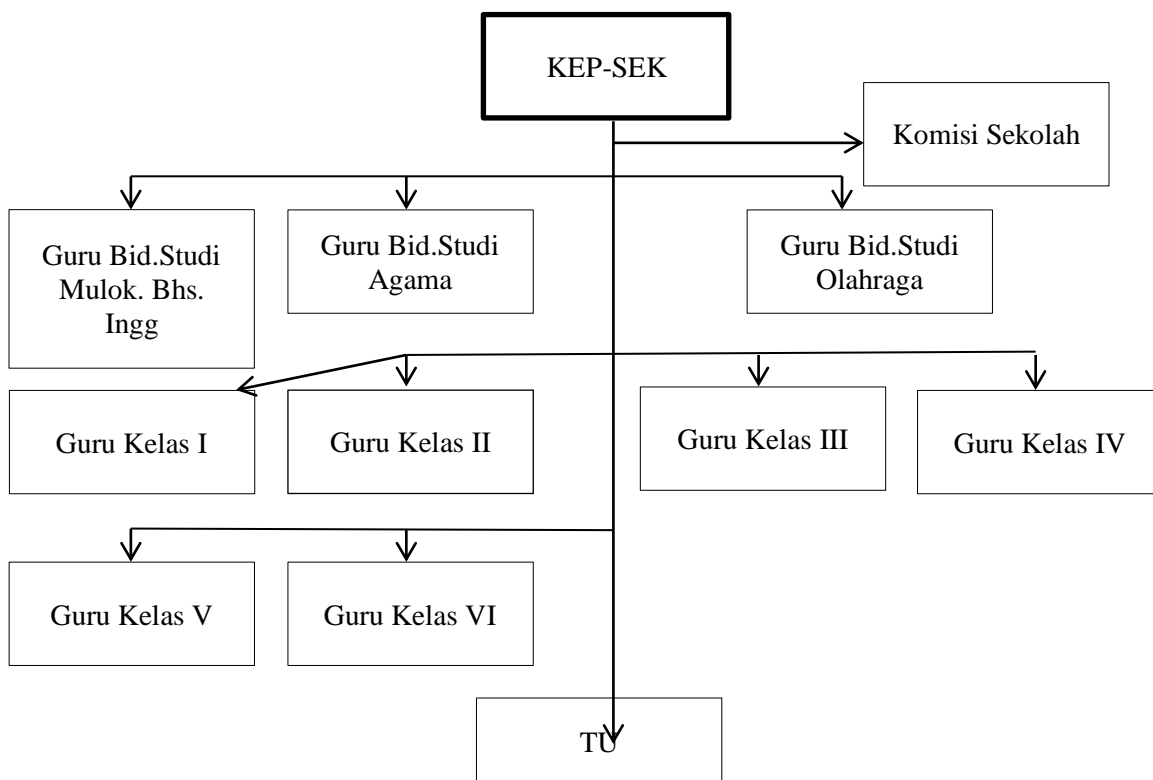 KEP-SEK
Komisi Sekolah
Guru Bid.Studi
Mulok. Bhs.
Ingg
Guru Bid.Studi
Agama
Guru Bid.Studi
Olahraga
Guru Kelas I
Guru Kelas II
Guru Kelas III
Guru Kelas IV
Guru Kelas V
Guru Kelas VI
TU